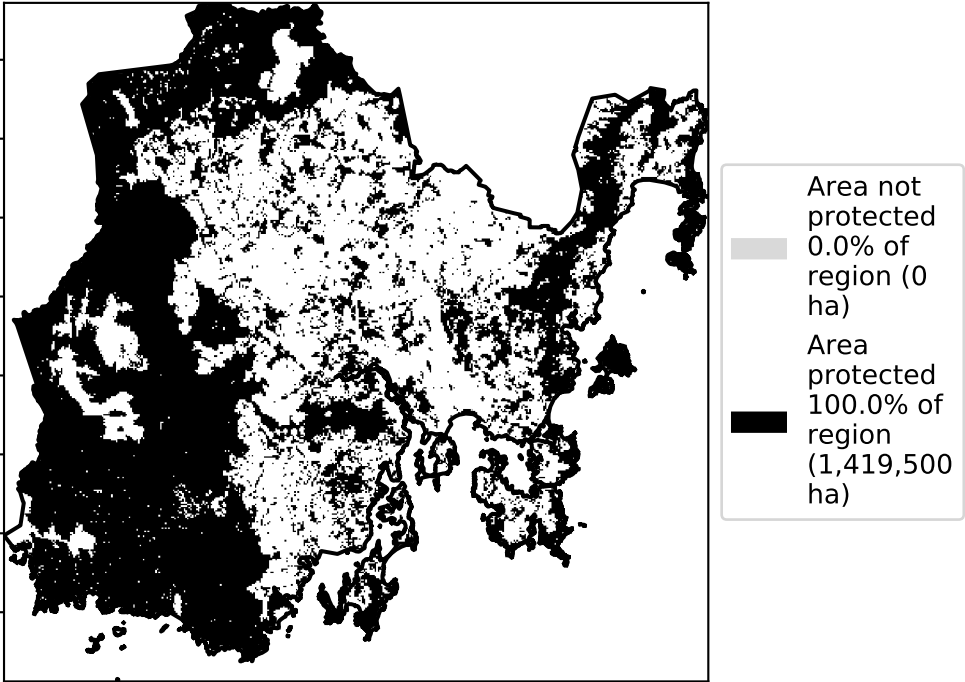 Area not
protected
0.0% of
region (0
ha)
Area
protected
100.0% of
region
(1,419,500
ha)